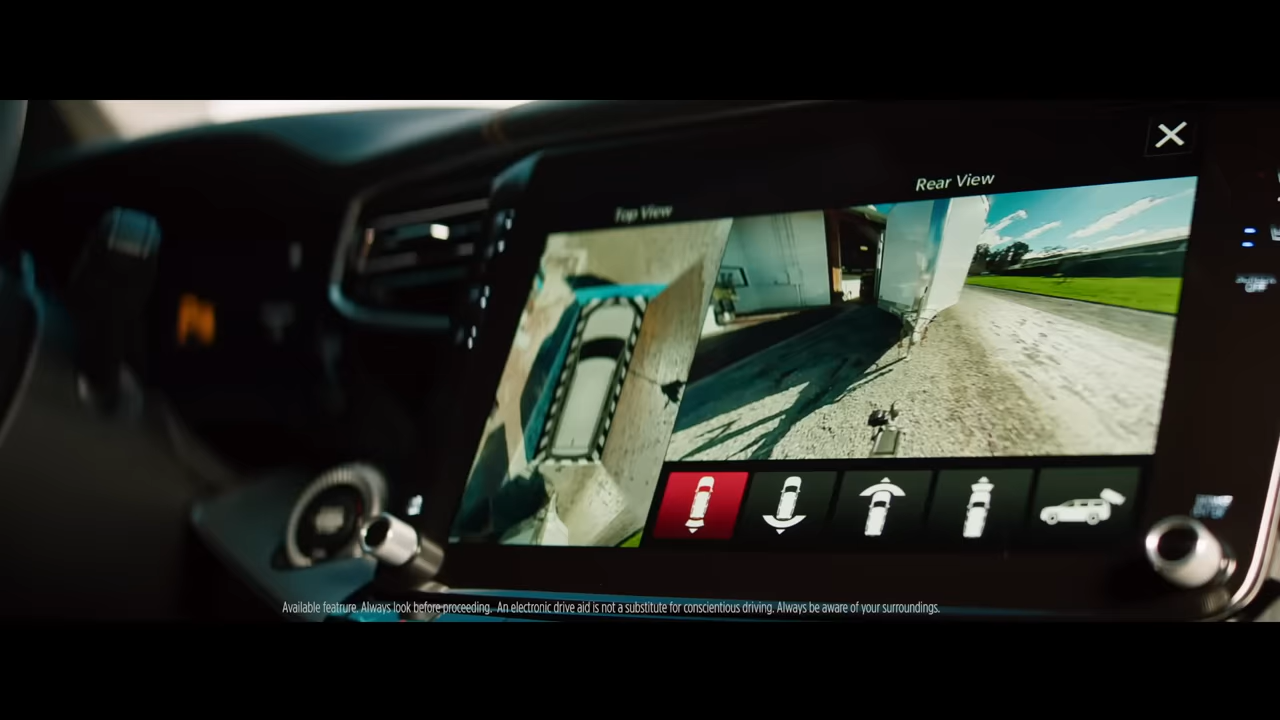 Rear View
Top View
Available featrure. Always look before proceeding. An electronic drive aid is not a substitute for conscientious driving. Always be aware of your surroundings.